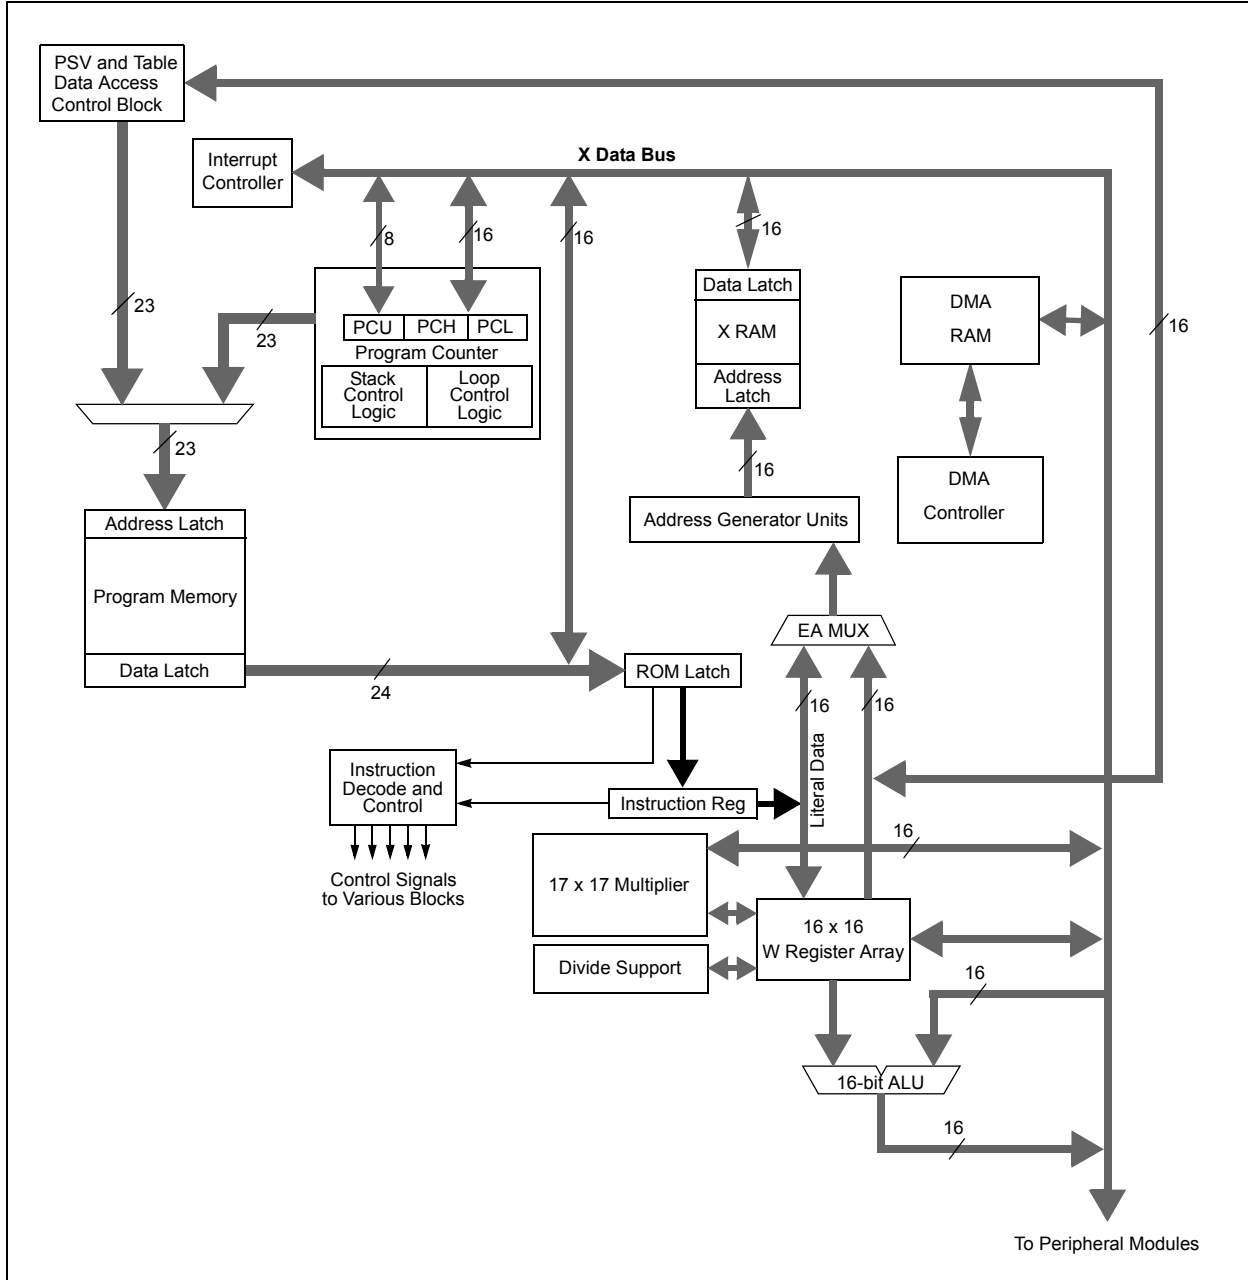 PSV and Table
Data Access
Control Block
Interrupt
Controller
X Data Bus
8
16
16
16
16
23
23
PCU
PCH
PCL
Program Counter
Stack
Control
Logic
Loop
Control
Logic
Data Latch
X RAM
Address
Latch
DMA
RAM
23
16
DMA
Controller
Address Generator Units
Address Latch
Program Memory
Data Latch
24
EA MUX
ROM Latch
16
16
Literal Data
Instruction
Decode and
Control
Instruction Reg
Control Signals
to Various Blocks
16
17 x 17 Multiplier
16 x 16
W Register Array
Divide Support
16
16-bit ALU
16
To Peripheral Modules